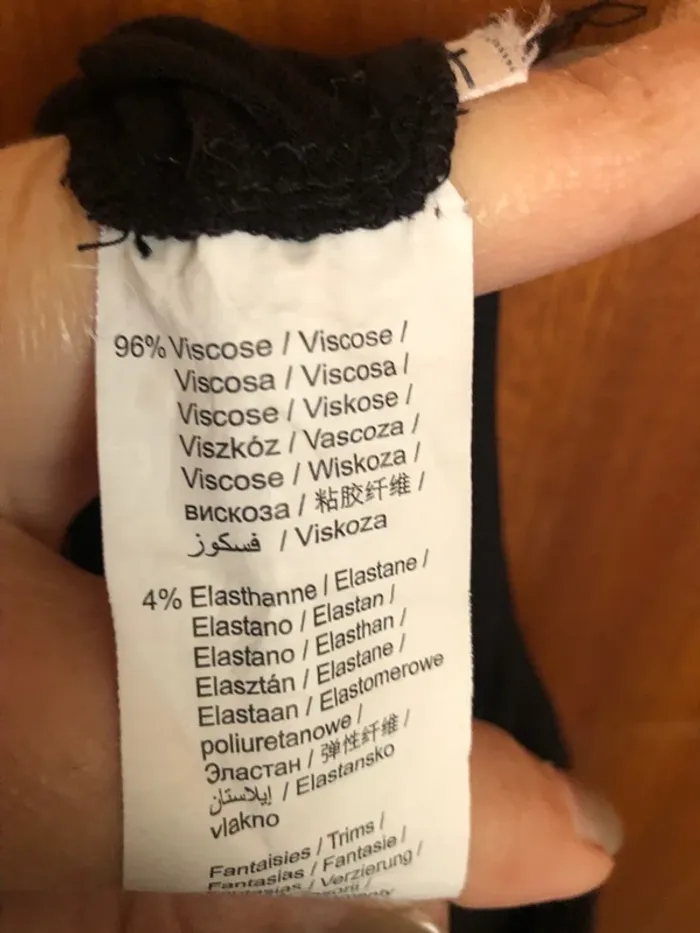 96% Viscose / Viscose /
Viscosa / Viscosa /
Viscose / Viskose /
Viszkóz / Vascoza /
Viscose / Wiskoza /
вискоза / 粘胶纤维 /
فسكوز / Viskoza
4% Elasthanne / Elastane /
Elastano / Elastan /
Elastano / Elasthan /
Elasztán / Elastane /
Elastaan / Elastomerowe
poliuretanowe /
Эластан / 弹性纤维 /
إيلاستان / Elastansko
vlakno
Fantaisies / Trims /
Fantasias / Fantasie /
Fantasias / Verzierung /